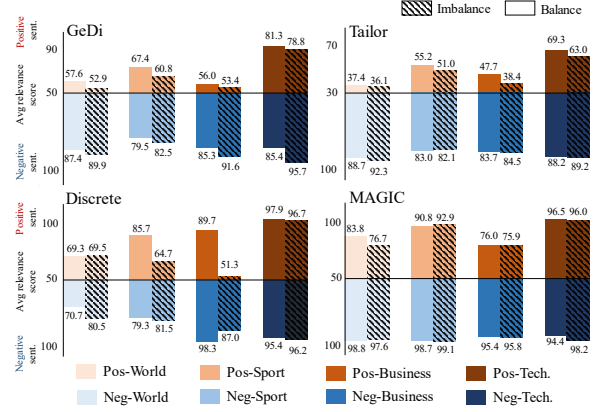 Imbalance
Balance
GeDi
Positive
sent.
Avg relevance
score
Negative
sent.
90
50
100
57.6
52.9
67.4
60.8
56.0
53.4
81.3
78.8
87.4
89.9
79.5
82.5
85.3
91.6
85.4
95.7
Tailor
70
30
100
37.4
36.1
55.2
51.0
47.7
38.4
69.3
63.0
88.7
92.3
83.0
82.1
83.7
84.5
88.2
89.2
Discrete
Positive
sent.
Avg relevance
score
Negative
sent.
100
50
100
69.3
69.5
85.7
64.7
89.7
51.3
97.9
96.7
70.7
80.5
79.3
81.5
98.3
87.0
95.4
96.2
MAGIC
100
50
100
83.8
76.7
90.8
92.9
76.0
75.9
96.5
96.0
98.8
97.6
98.7
99.1
95.4
95.8
94.4
98.2
Pos-World
Pos-Sport
Pos-Business
Pos-Tech.
Neg-World
Neg-Sport
Neg-Business
Neg-Tech.